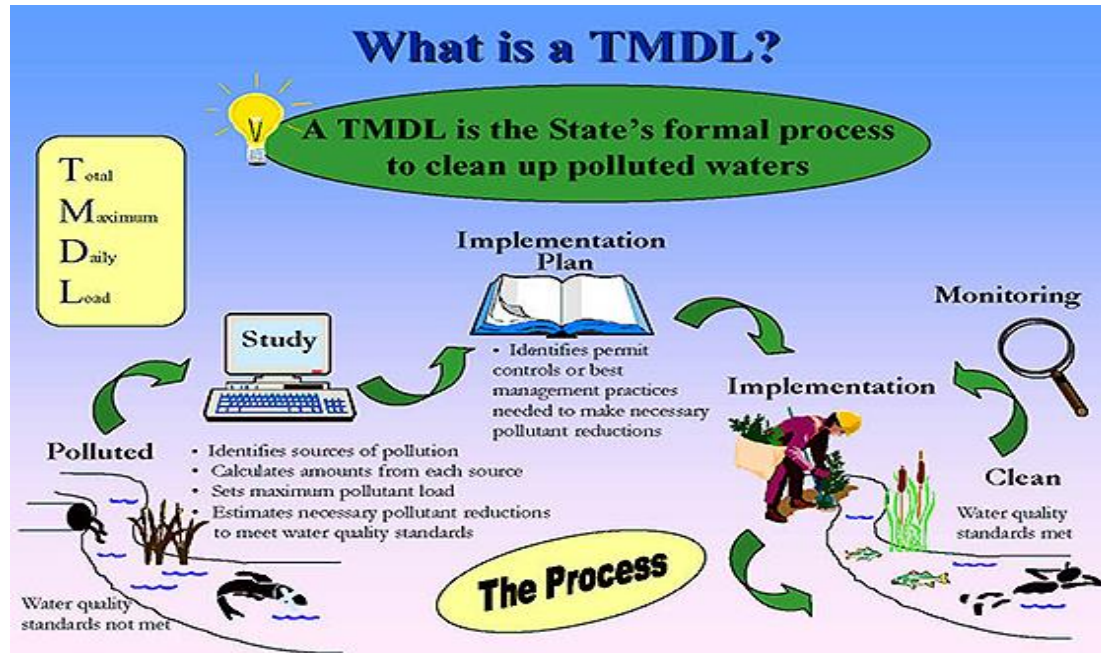 What is a TMDL?
A TMDL is the State's formal process
to clean up polluted waters
Total
Maximum
Daily
Load
Polluted
Water quality
standards not met
Study
• Identifies sources of pollution
• Calculates amounts from each source
• Sets maximum pollutant load
• Estimates necessary pollutant reductions
to meet water quality standards
Implementation
Plan
• Identifies permit
controls or best
management practices
needed to make necessary
pollutant reductions
Implementation
Clean
Water quality
standards met
Monitoring
The Process